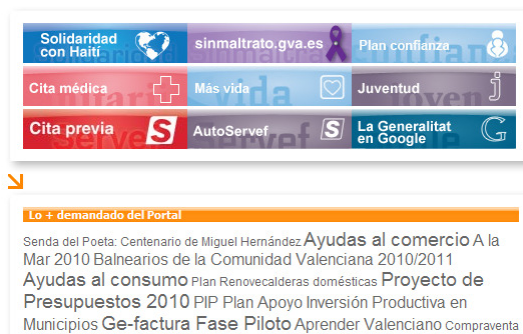 Solidaridad
con Haití
sinmaltrato.gva.es
Plan confianza
Cita médica
Más vida
Juventud
j
Cita previa
S
AutoServef
S
La Generalitat
en Google
G
Lo + demandado del Portal
Senda del Poeta: Centenario de Miguel Hernández Ayudas al comercio A la
Mar 2010 Balnearios de la Comunidad Valenciana 2010/2011
Ayudas al consumo Plan Renovecalderas domésticas Proyecto de
Presupuestos 2010 PIP Plan Apoyo Inversión Productiva en
Municipios Ge-factura Fase Piloto Aprender Valenciano Compraventa